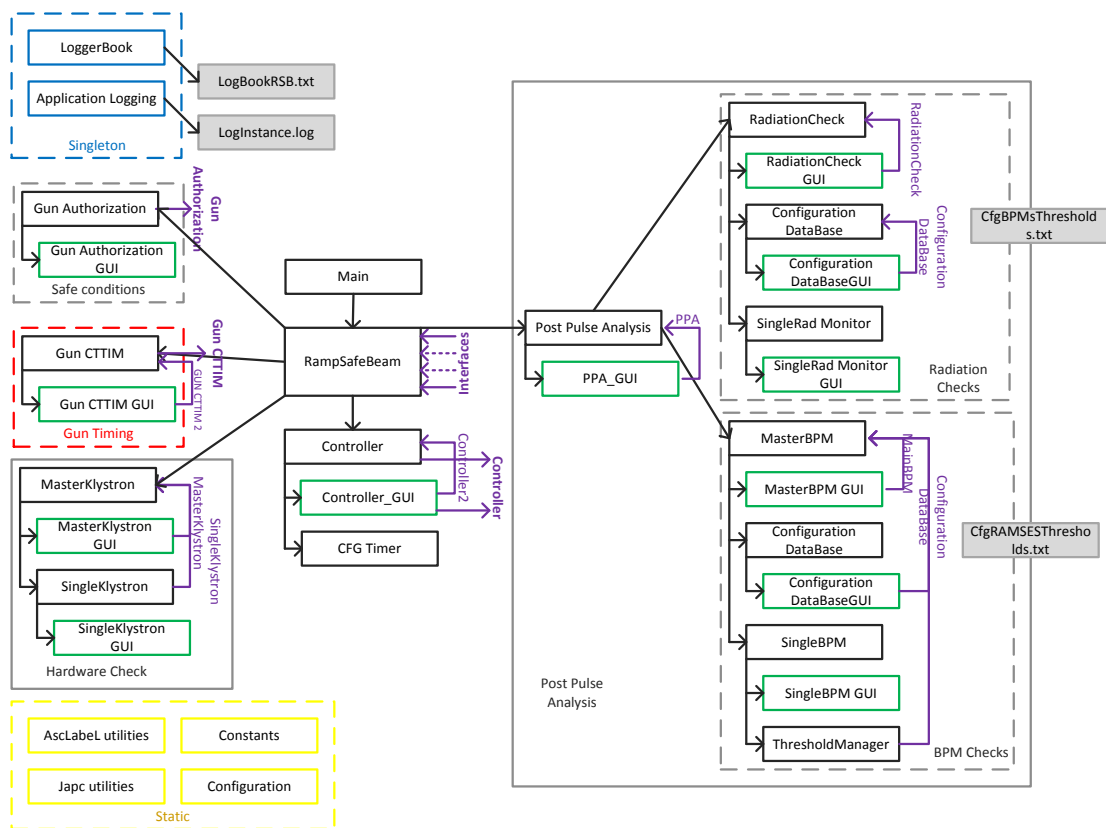 LoggerBook
LogBookRSB.txt
Application Logging
LogInstance.log
Singleton
Gun Authorization
Gun
Authorization
Gun Authorization
GUI
Safe conditions
Gun CTTIM
Gun CTTIM
GUN CTTIM 2
Gun CTTIM GUI
Gun Timing
MasterKlystron
MasterKlystron
GUI
MasterKlystron
SingleKlystron
SingleKlystron
SingleKlystron
GUI
Hardware Check
AscLabeL utilities
Constants
Japc utilities
Configuration
Static
Main
RampSafeBeam
Interfaces
Controller
Controller_GUI
Controller2
Controller
CFG Timer
Post Pulse Analysis
PPA
PPA_GUI
Post Pulse
Analysis
RadiationCheck
RadiationCheck
GUI
RadiationCheck
Configuration
DataBase
Configuration
DataBaseGUI
Configuration
DataBase
SingleRad Monitor
SingleRad Monitor
GUI
Radiation Checks
CfgBPMsThreshold
s.txt
MasterBPM
MasterBPM GUI
MainBPM
Configuration
DataBase
Configuration
DataBaseGUI
Configuration
DataBase
SingleBPM
SingleBPM GUI
ThresholdManager
BPM Checks
CfgRAMSESThresho
lds.txt